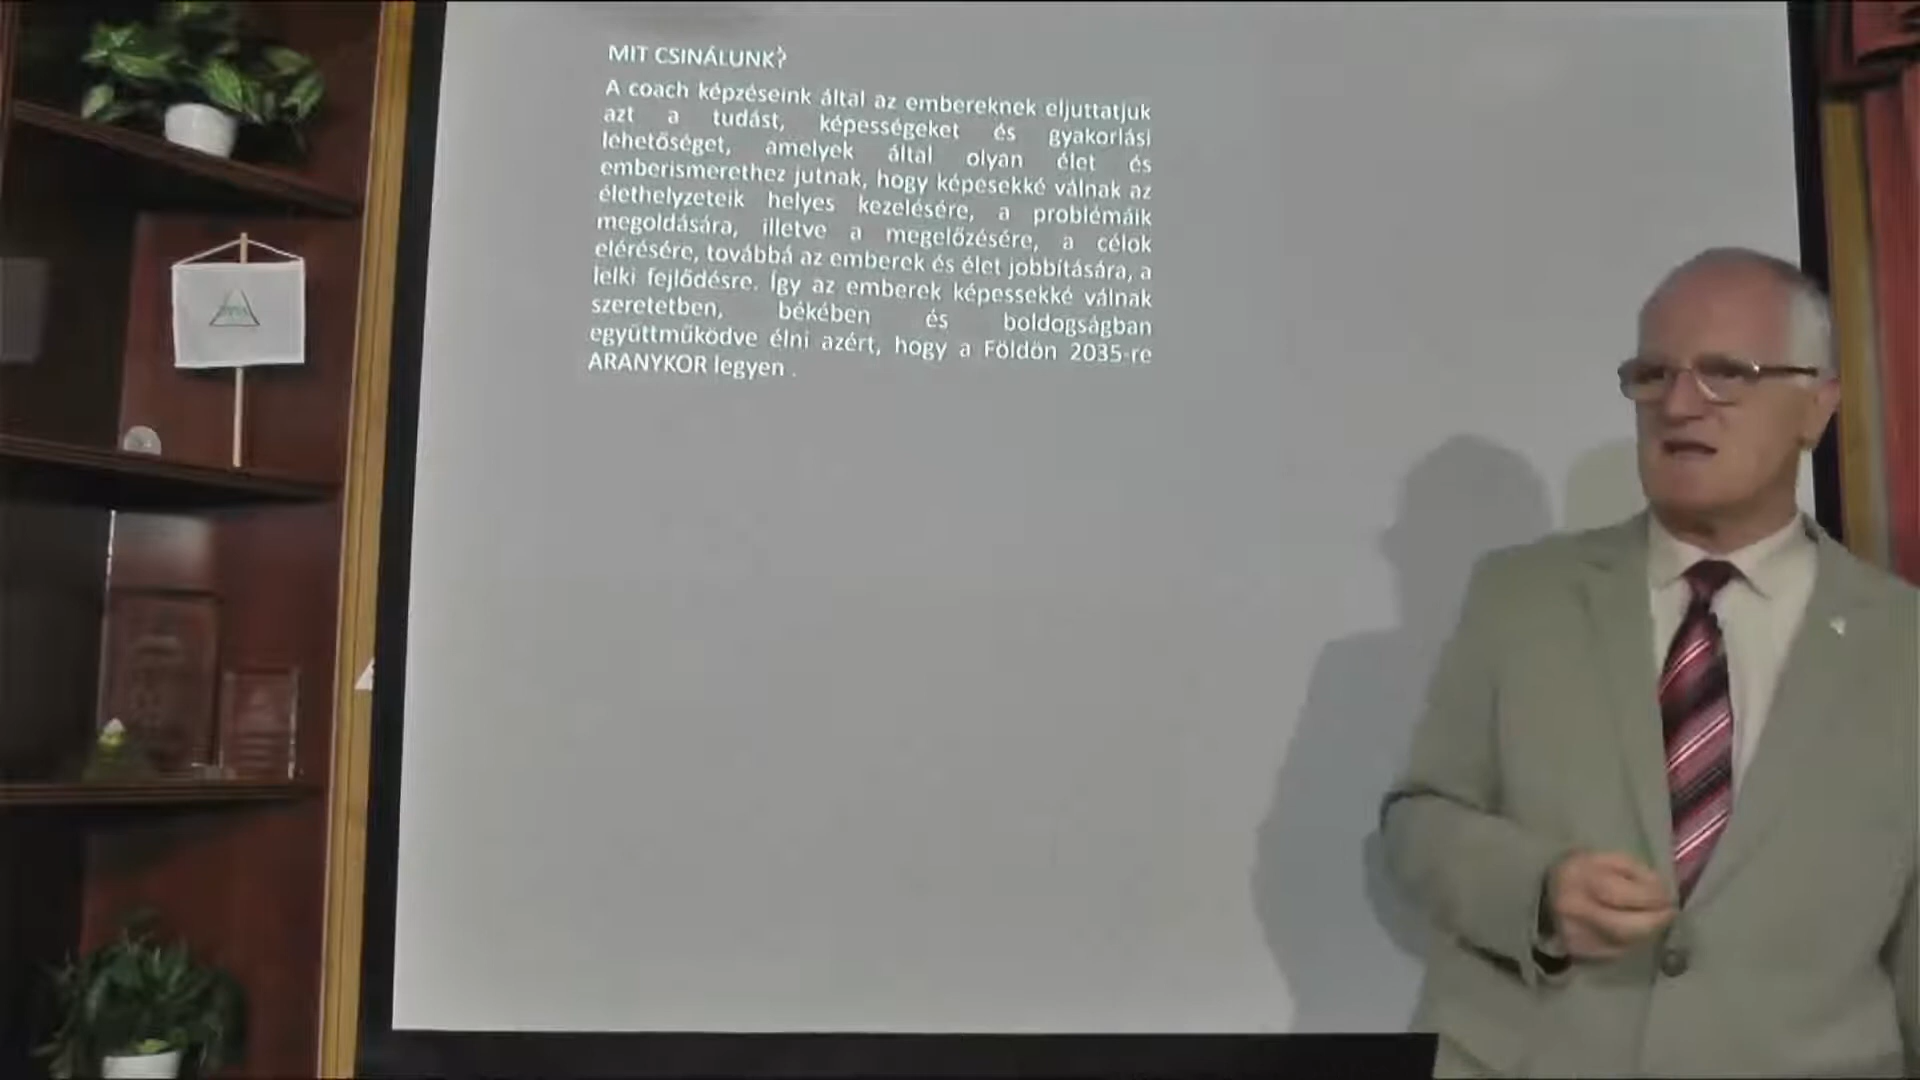 MIT CSINÁLUNK?
A coach képzéseink által az embereknek eljuttatjuk
azt a tudást, képességeket és gyakorlási
lehetőséget, amelyek által olyan élet és
emberismerethez jutnak, hogy képesekké válnak az
élethelyzeteik helyes kezelésére, a problémáik
megoldására, illetve a megelőzésére, a célok
elérésére, továbbá az emberek és élet jobbítására, a
lelki fejlődésre. Így az emberek képessekké válnak
szeretetben, békében és boldogságban
együttműködve élni azért, hogy a Földön 2035-re
ARANYKOR legyen .